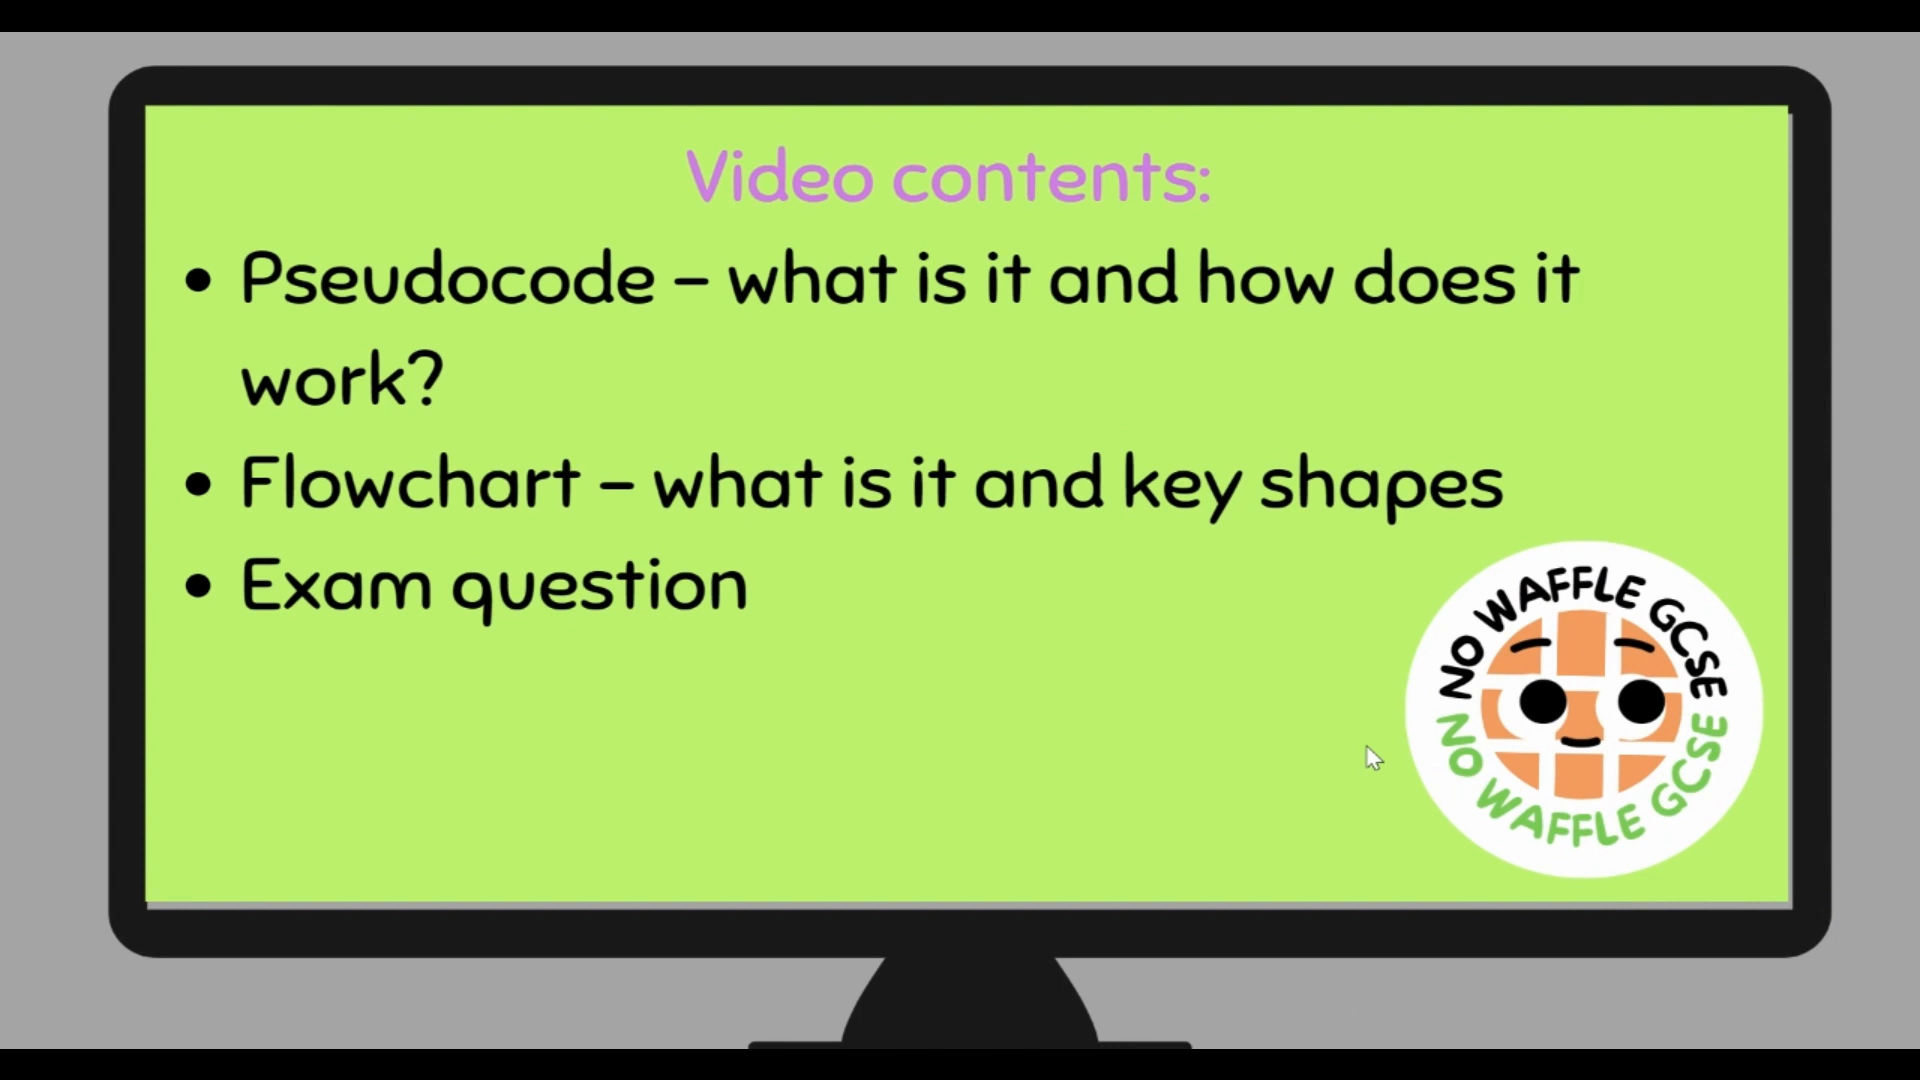 Video contents:
• Pseudocode – what is it and how does it
work?
• Flowchart – what is it and key shapes
• Exam question
NO WAFFLE GCSE
NO WAFFLE GCSE